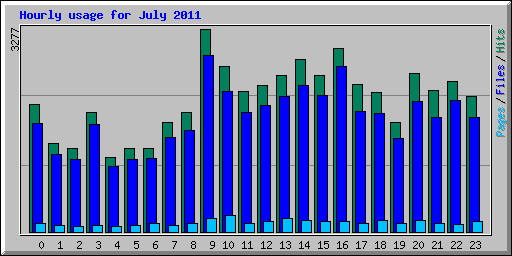 Hourly usage for July 2011
3277
Pages / Files / Hits
0 1 2 3 4 5 6 7 8 9 10 11 12 13 14 15 16 17 18 19 20 21 22 23